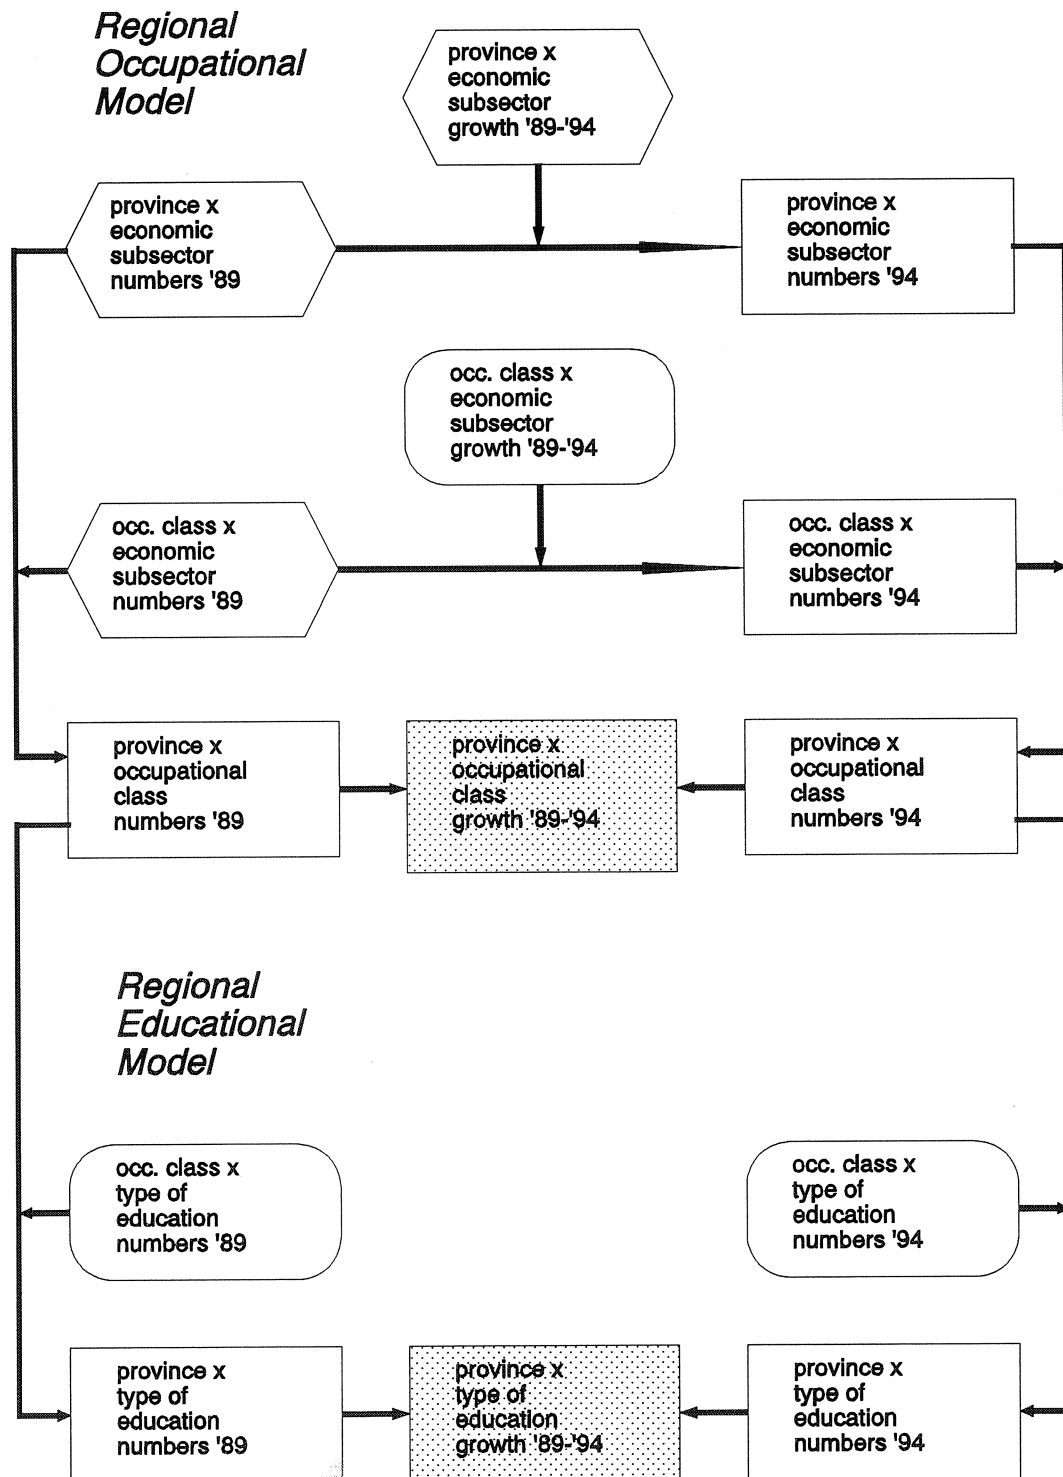 Regional
Occupational
Model
province x
economic
subsector
growth '89-'94
province x
economic
subsector
numbers '89
province x
economic
subsector
numbers '94
occ. class x
economic
subsector
growth '89-'94
occ. class x
economic
subsector
numbers '89
occ. class x
economic
subsector
numbers '94
province x
occupational
class
numbers '89
province x
occupational
class
growth '89-'94
province x
occupational
class
numbers '94
Regional
Educational
Model
occ. class x
type of
education
numbers '89
occ. class x
type of
education
numbers '94
province x
type of
education
numbers '89
province x
type of
education
growth '89-'94
province x
type of
education
numbers '94